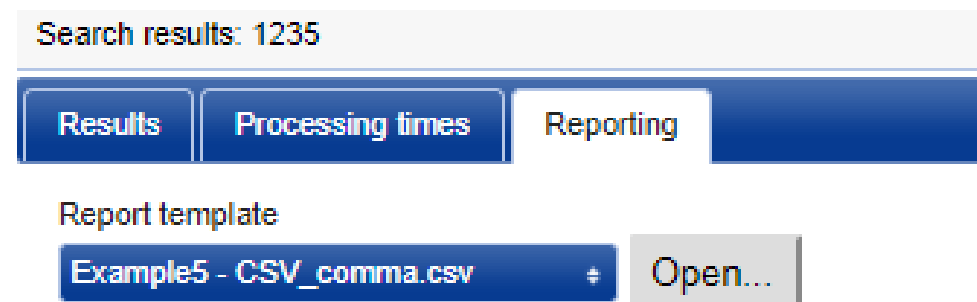 Search results: 1235
Results Processing times Reporting
Report template
Example5 - CSV_comma.csv Open...